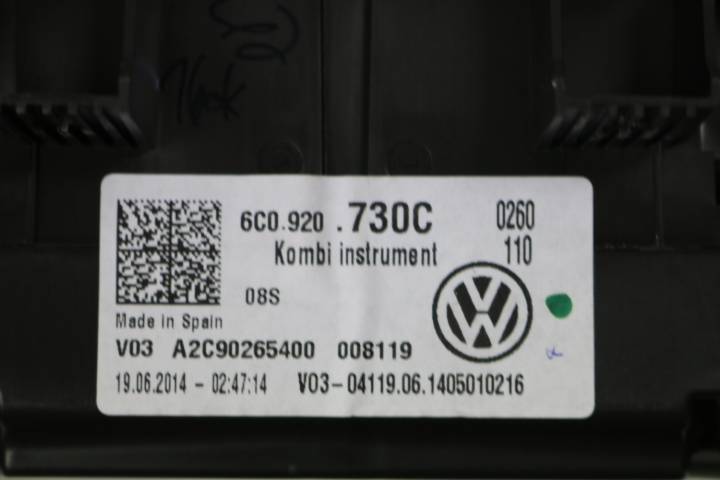 6C0.920 .730C 0260
Kombi instrument 110
08S
Made in Spain
V03 A2C90265400 008119
19.06.2014 - 02:47:14 V03-04119.06.1405010216